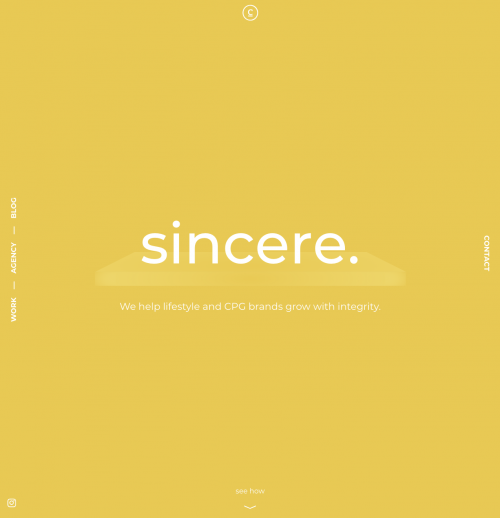 BLOG
AGENCY
WORK
CONTACT
sincere.
We help lifestyle and CPG brands grow with integrity.
see how